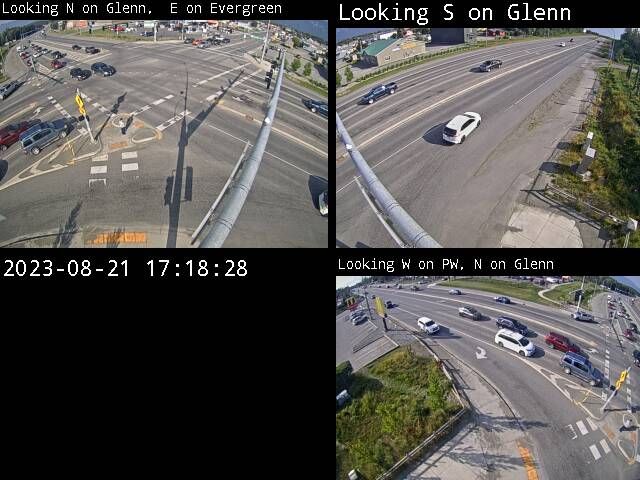 Looking N on Glenn,  E on Evergreen
Looking S on Glenn
2023-08-21 17:18:28
Looking W on PW, N on Glenn